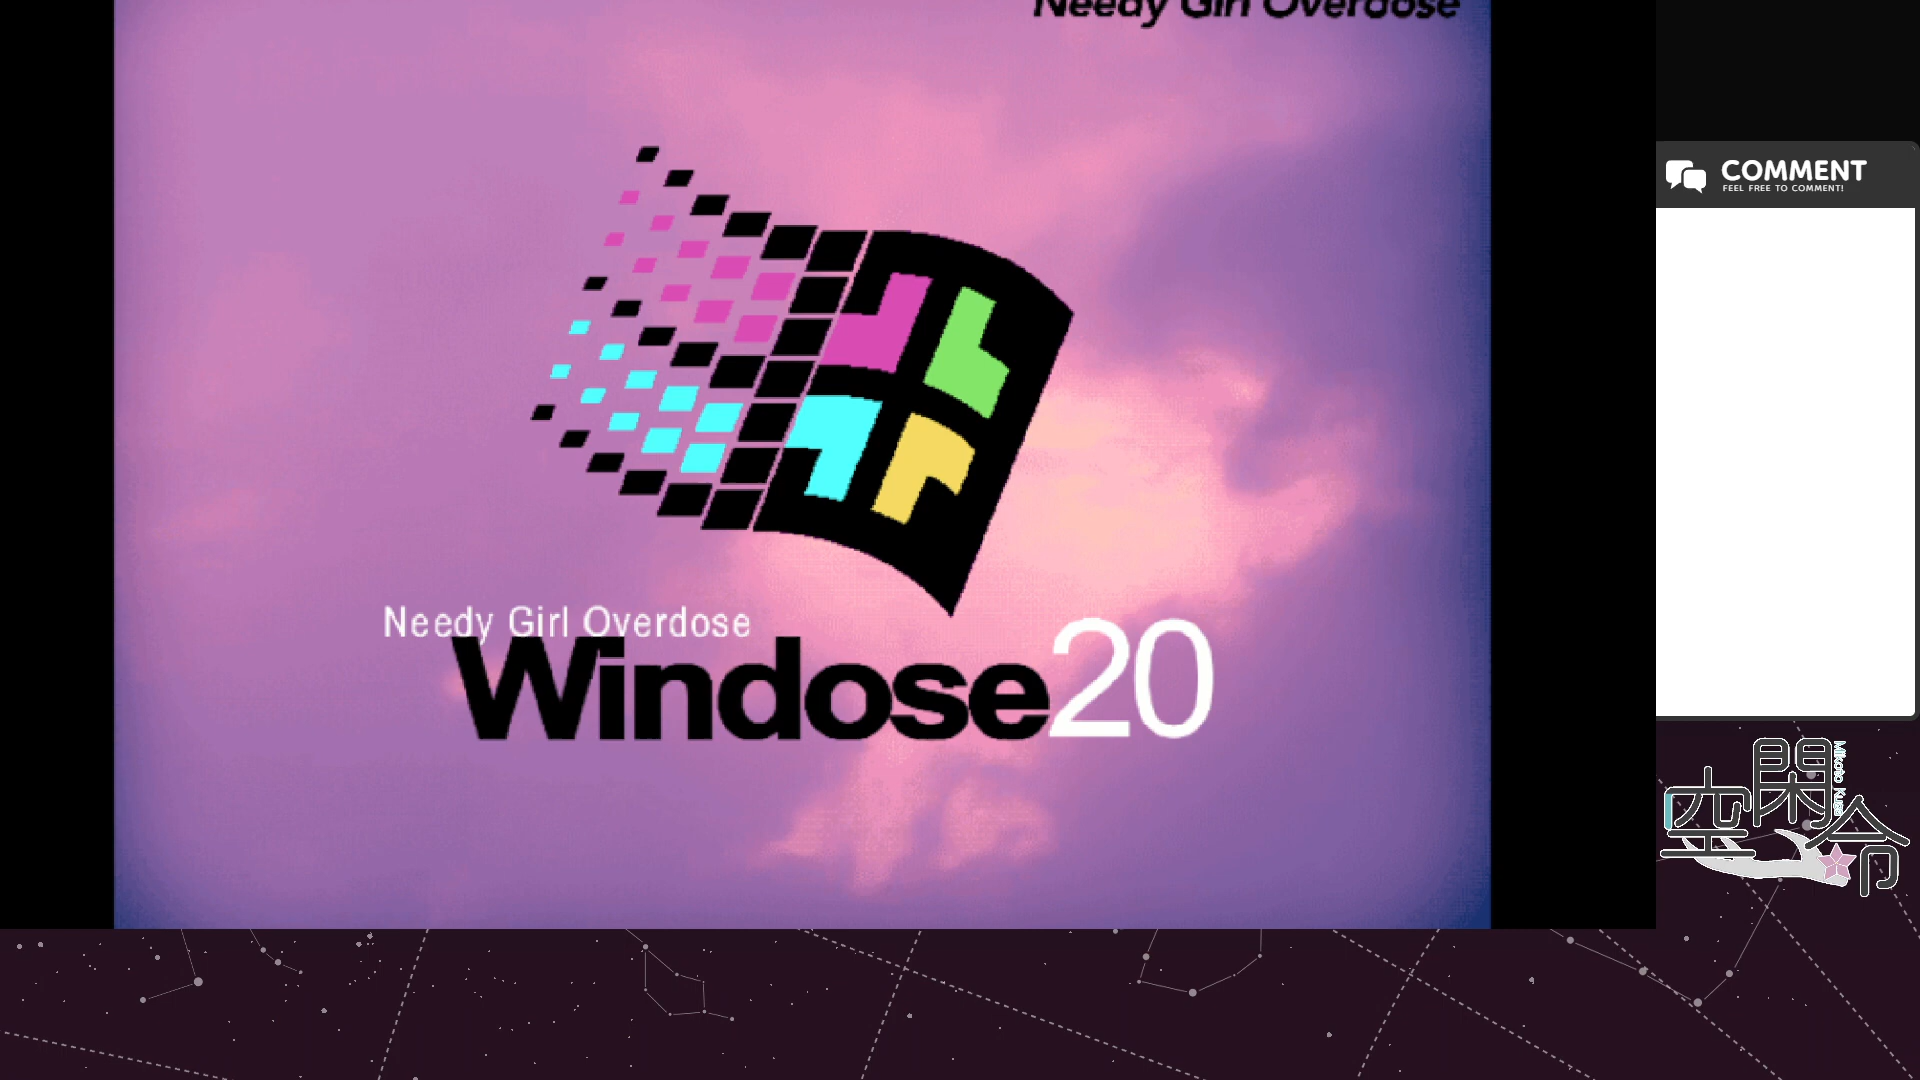 Needy Girl Overdose
COMMENT
FEEL FREE TO COMMENT!
Needy Girl Overdose
Windose20
空閑命